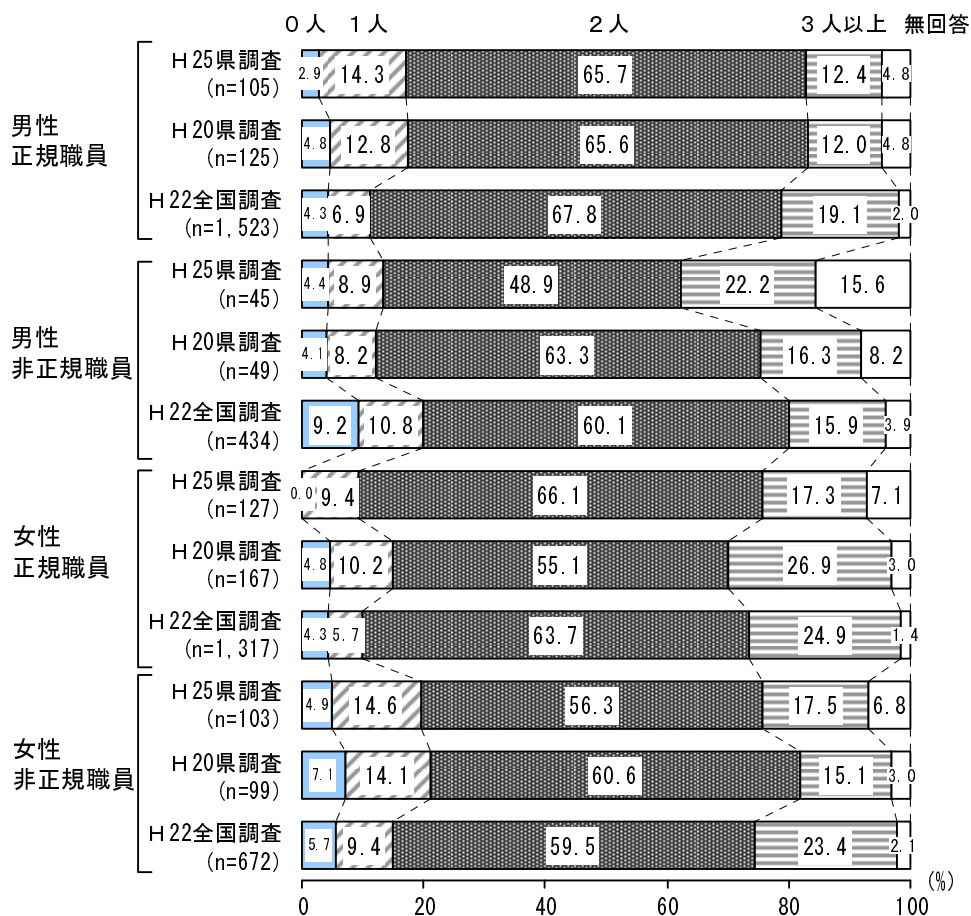 ０人 １人 ２人 ３人以上 無回答
男性
正規職員
Ｈ25県調査
(n=105)
2.9 14.3 65.7 12.4 4.8
Ｈ20県調査
(n=125)
4.8 12.8 65.6 12.0 4.8
Ｈ22全国調査
(n=1,523)
4.3 6.9 67.8 19.1 2.0
男性
非正規職員
Ｈ25県調査
(n=45)
4.4 8.9 48.9 22.2 15.6
Ｈ20県調査
(n=49)
4.1 8.2 63.3 16.3 8.2
Ｈ22全国調査
(n=434)
9.2 10.8 60.1 15.9 3.9
女性
正規職員
Ｈ25県調査
(n=127)
0.0 9.4 66.1 17.3 7.1
Ｈ20県調査
(n=167)
4.8 10.2 55.1 26.9 3.0
Ｈ22全国調査
(n=1,317)
4.3 5.7 63.7 24.9 1.4
女性
非正規職員
Ｈ25県調査
(n=103)
4.9 14.6 56.3 17.5 6.8
Ｈ20県調査
(n=99)
7.1 14.1 60.6 15.1 3.0
Ｈ22全国調査
(n=672)
5.7 9.4 59.5 23.4 2.1
0 20 40 60 80 100 (%)